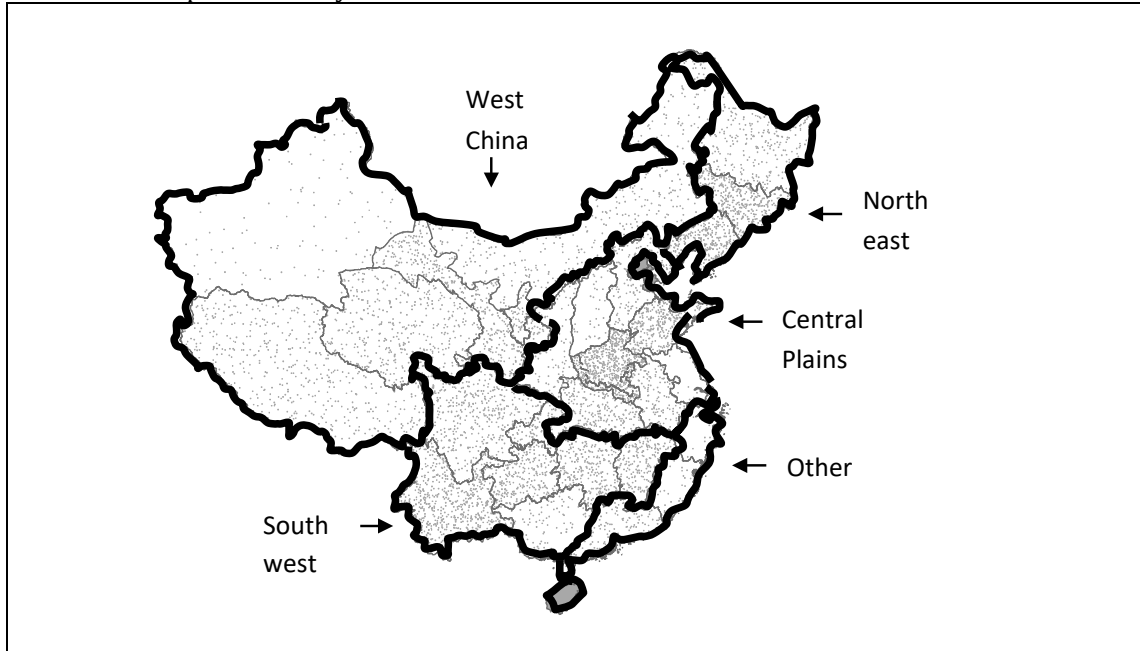 West
China
North
east
Central
Plains
Other
South
west